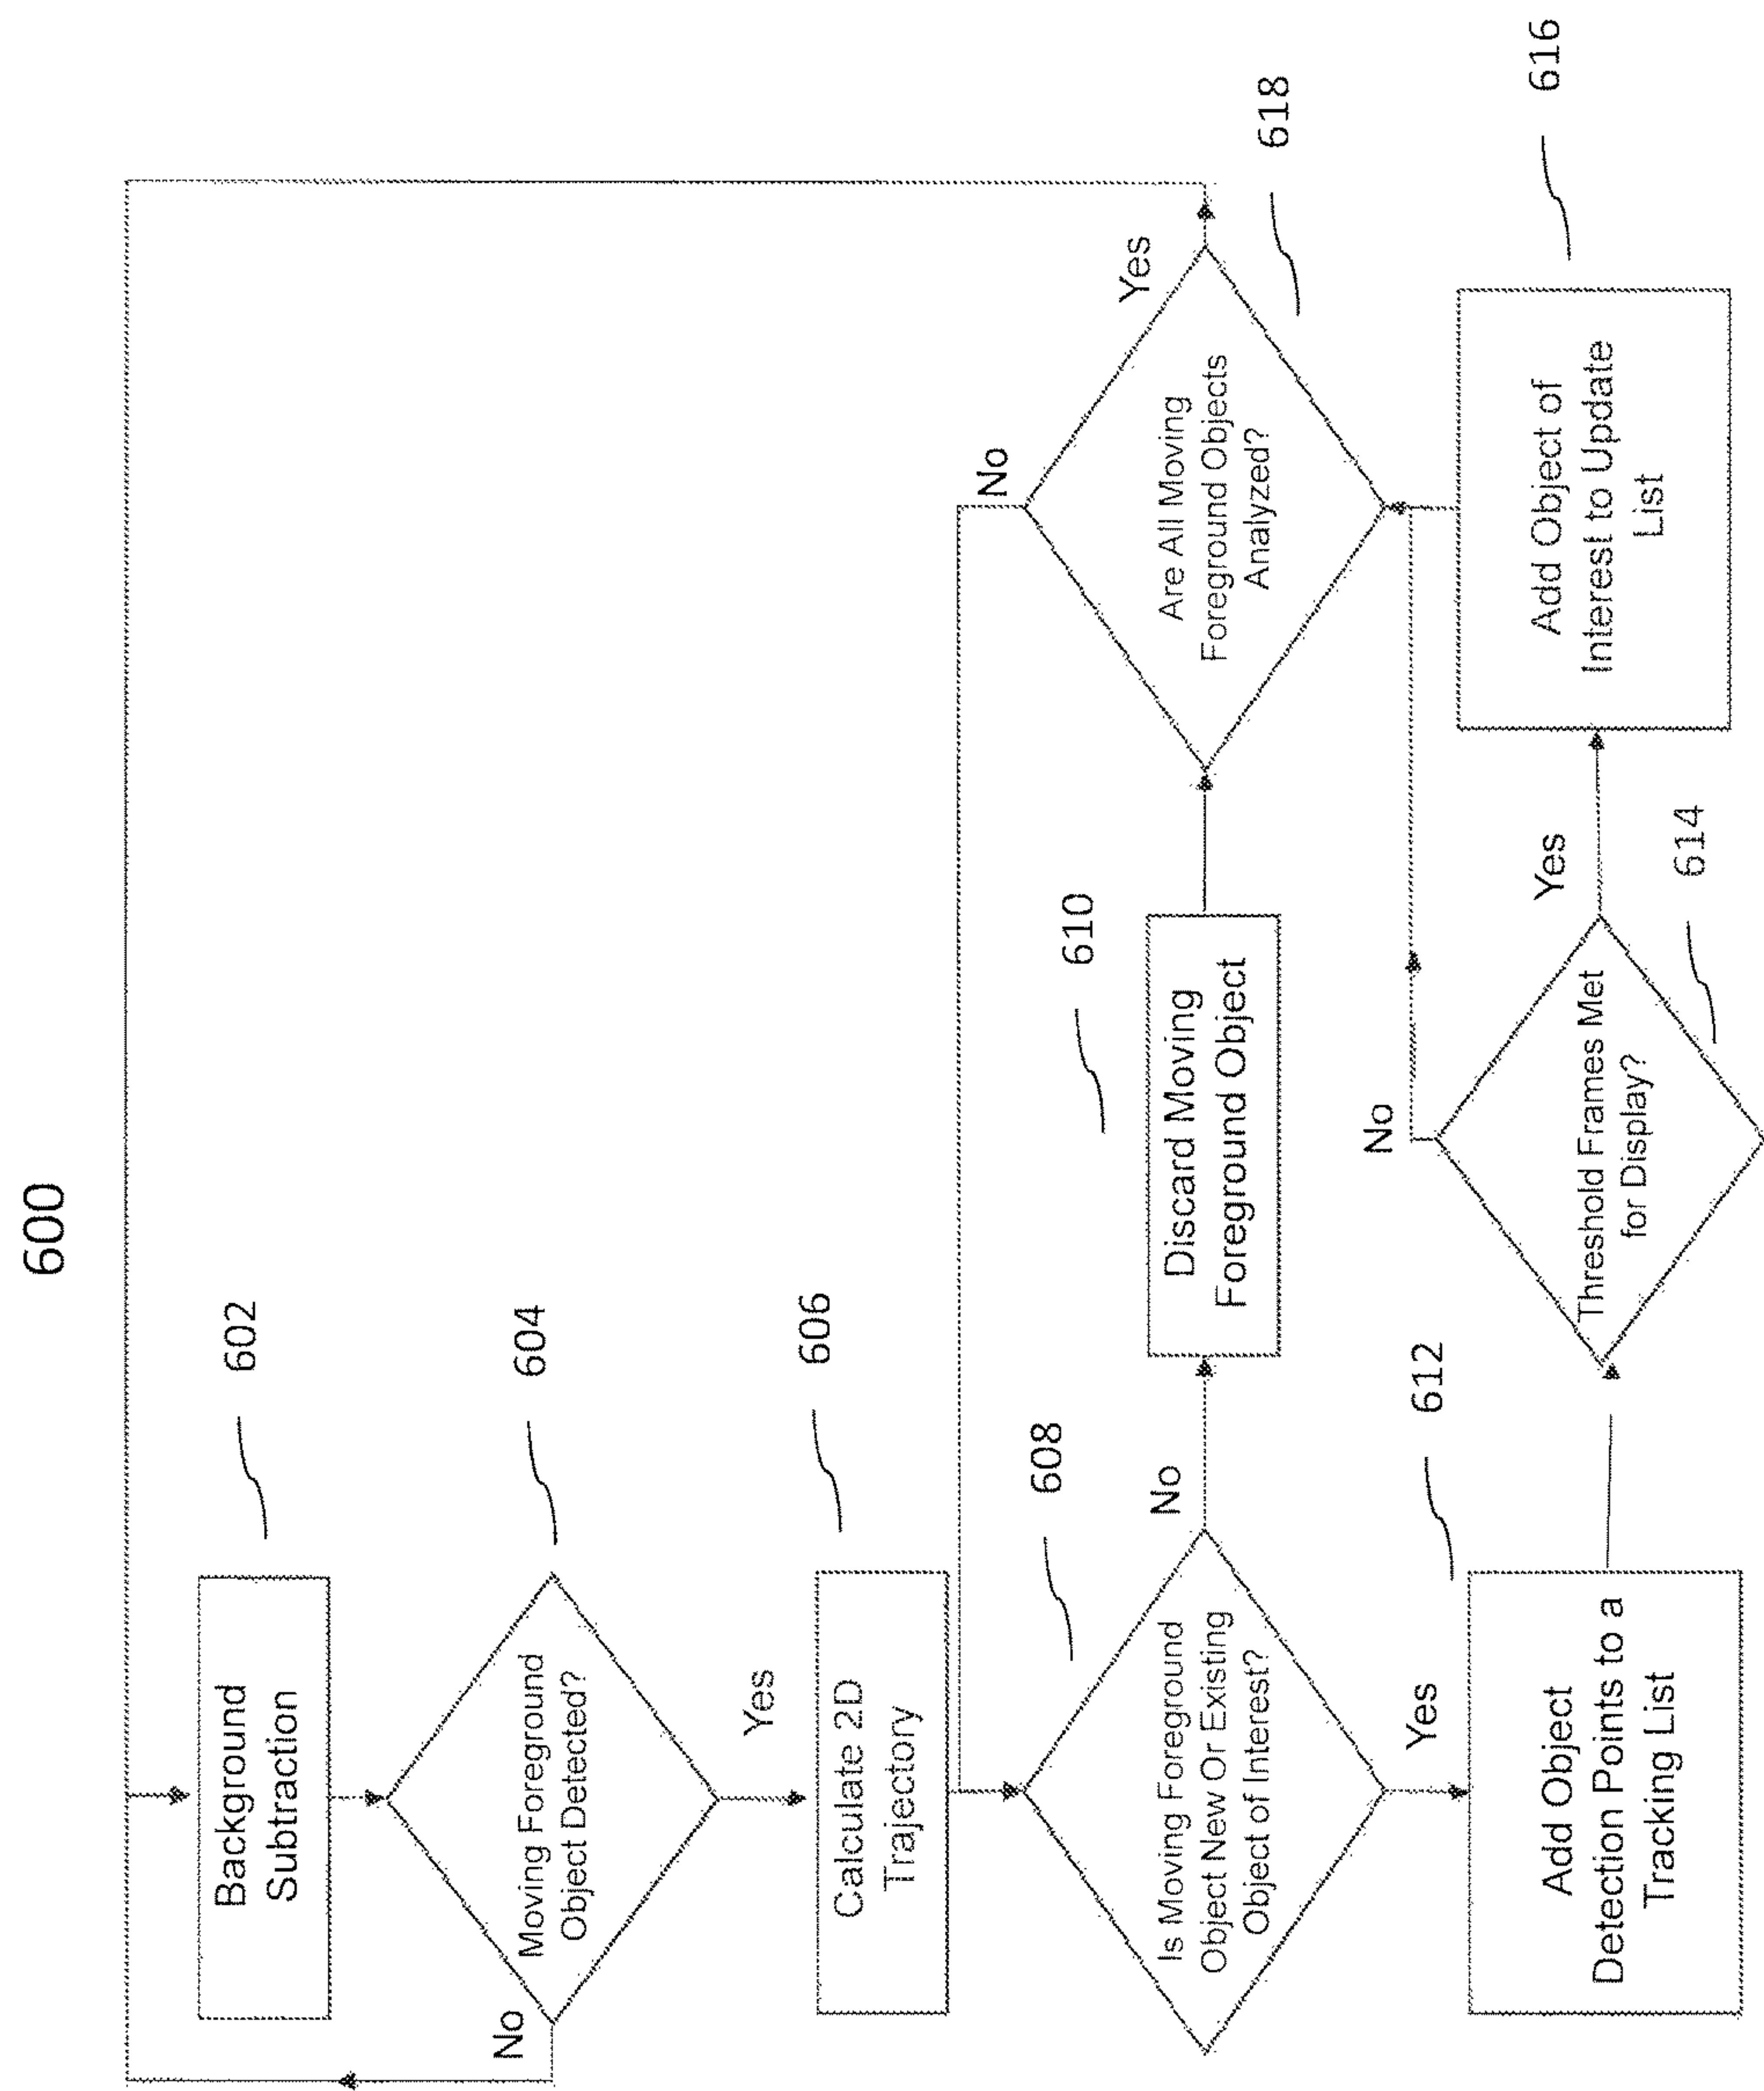 600
602
Background
Subtraction
604
Moving Foreground
Object Detected?
No
Yes
606
Calculate 2D
Trajectory
608
Is Moving Foreground
Object New Or Existing
Object of Interest?
No
Yes
610
Discard Moving
Foreground Object
618
Are All Moving
Foreground Objects
Analyzed?
No
Yes
612
Add Object
Detection Points to a
Tracking List
614
Threshold Frames Met
for Display?
No
Yes
616
Add Object of
Interest to Update
List